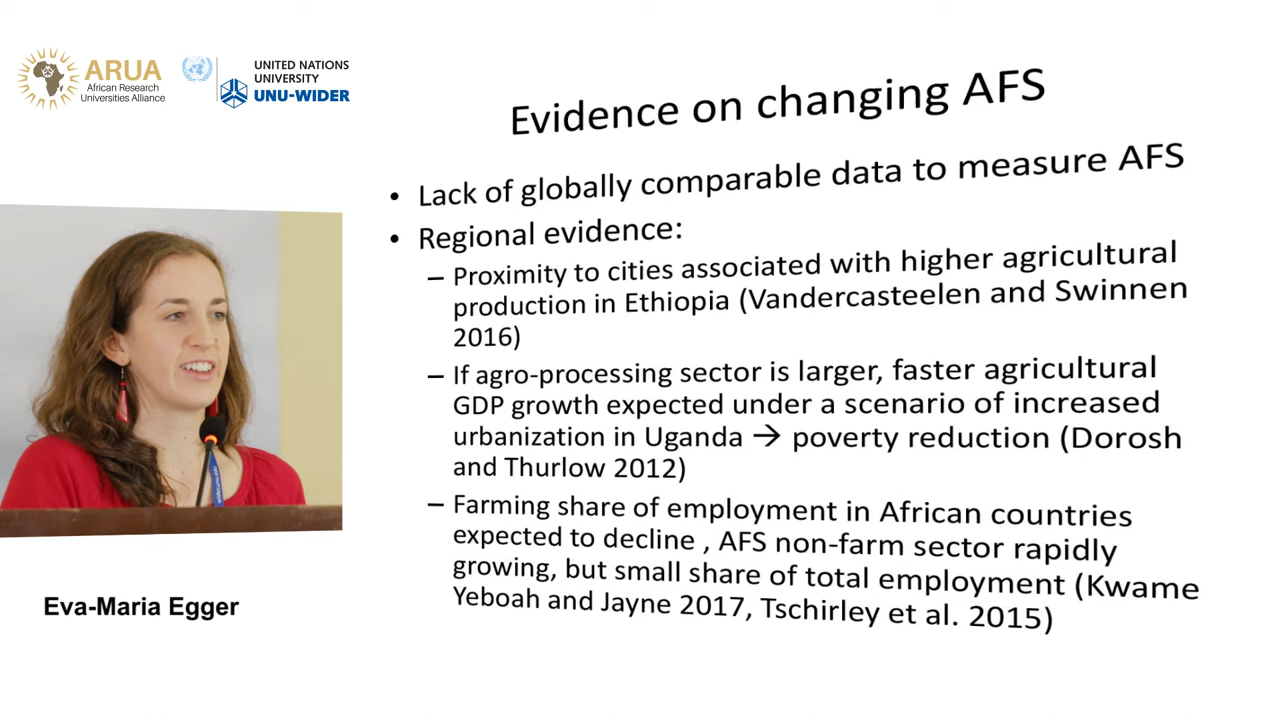 ARUA
African Research
Universities Alliance
UNITED NATIONS
UNIVERSITY
UNU-WIDER
Evidence on changing AFS
• Lack of globally comparable data to measure AFS
• Regional evidence:
– Proximity to cities associated with higher agricultural
production in Ethiopia (Vandercasteelen and Swinnen
2016)
– If agro-processing sector is larger, faster agricultural
GDP growth expected under a scenario of increased
urbanization in Uganda → poverty reduction (Dorosh
and Thurlow 2012)
– Farming share of employment in African countries
expected to decline , AFS non-farm sector rapidly
growing, but small share of total employment (Kwame
Yeboah and Jayne 2017, Tschirley et al. 2015)
Eva-Maria Egger